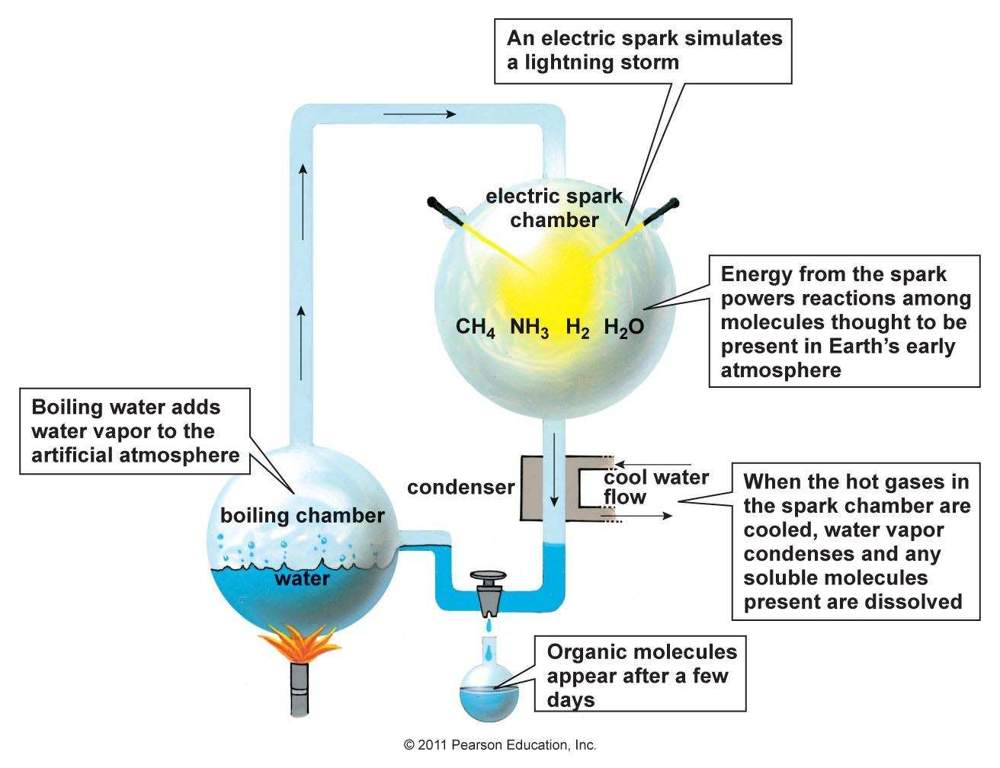 An electric spark simulates
a lightning storm
electric spark
chamber
Energy from the spark
powers reactions among
molecules thought to be
present in Earth's early
atmosphere
CH4 NH3 H2 H2O
Boiling water adds
water vapor to the
artificial atmosphere
boiling chamber
water
condenser
cool water
flow
When the hot gases in
the spark chamber are
cooled, water vapor
condenses and any
soluble molecules
present are dissolved
Organic molecules
appear after a few
days
© 2011 Pearson Education, Inc.